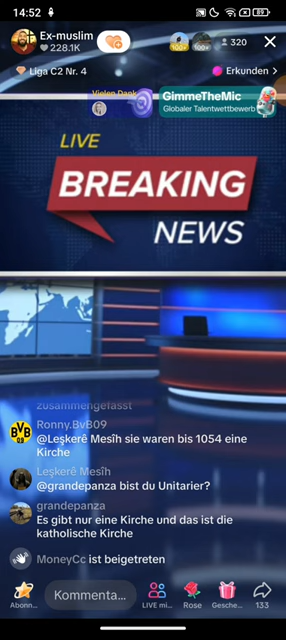 14:52
89
Ex-muslim
228.1K
100+
100+
320
Liga C2 Nr. 4
Erkunden
Vielen Dank
GimmeTheMic
Globaler Talentwettbewerb
LIVE
BREAKING
NEWS
zusammengefasst
Ronny.BvB09
@Leşkerê Mesîh sie waren bis 1054 eine
Kirche
Leşkerê Mesîh
@grandepanza bist du Unitarier?
grandepanza
Es gibt nur eine Kirche und das ist die
katholische Kirche
MoneyCc ist beigetreten
Kommenta...
Abonn...
LIVE mi...
Rose
Gesche...
133